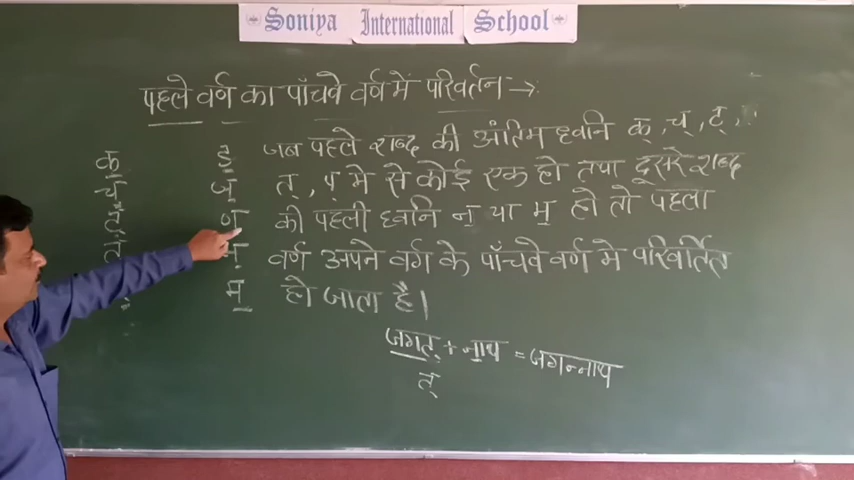 Soniya International School
पहले वर्ण का पाँचवे वर्ण में परिवर्तन →:
जब पहले शब्द की अंतिम ध्वनि क्, च्, ट्,
त्, प् मे से कोई एक हो तथा दूसरे शब्द
की पहली ध्वनि न् या म् हो तो पहला
वर्ण अपने वर्ग के पाँचवे वर्ग मे परिवर्तित
हो जाता है।
क्
च्
ट्
त्
ण्
न्
म्
जगत् + नाथ = जगन्नाथ
त्